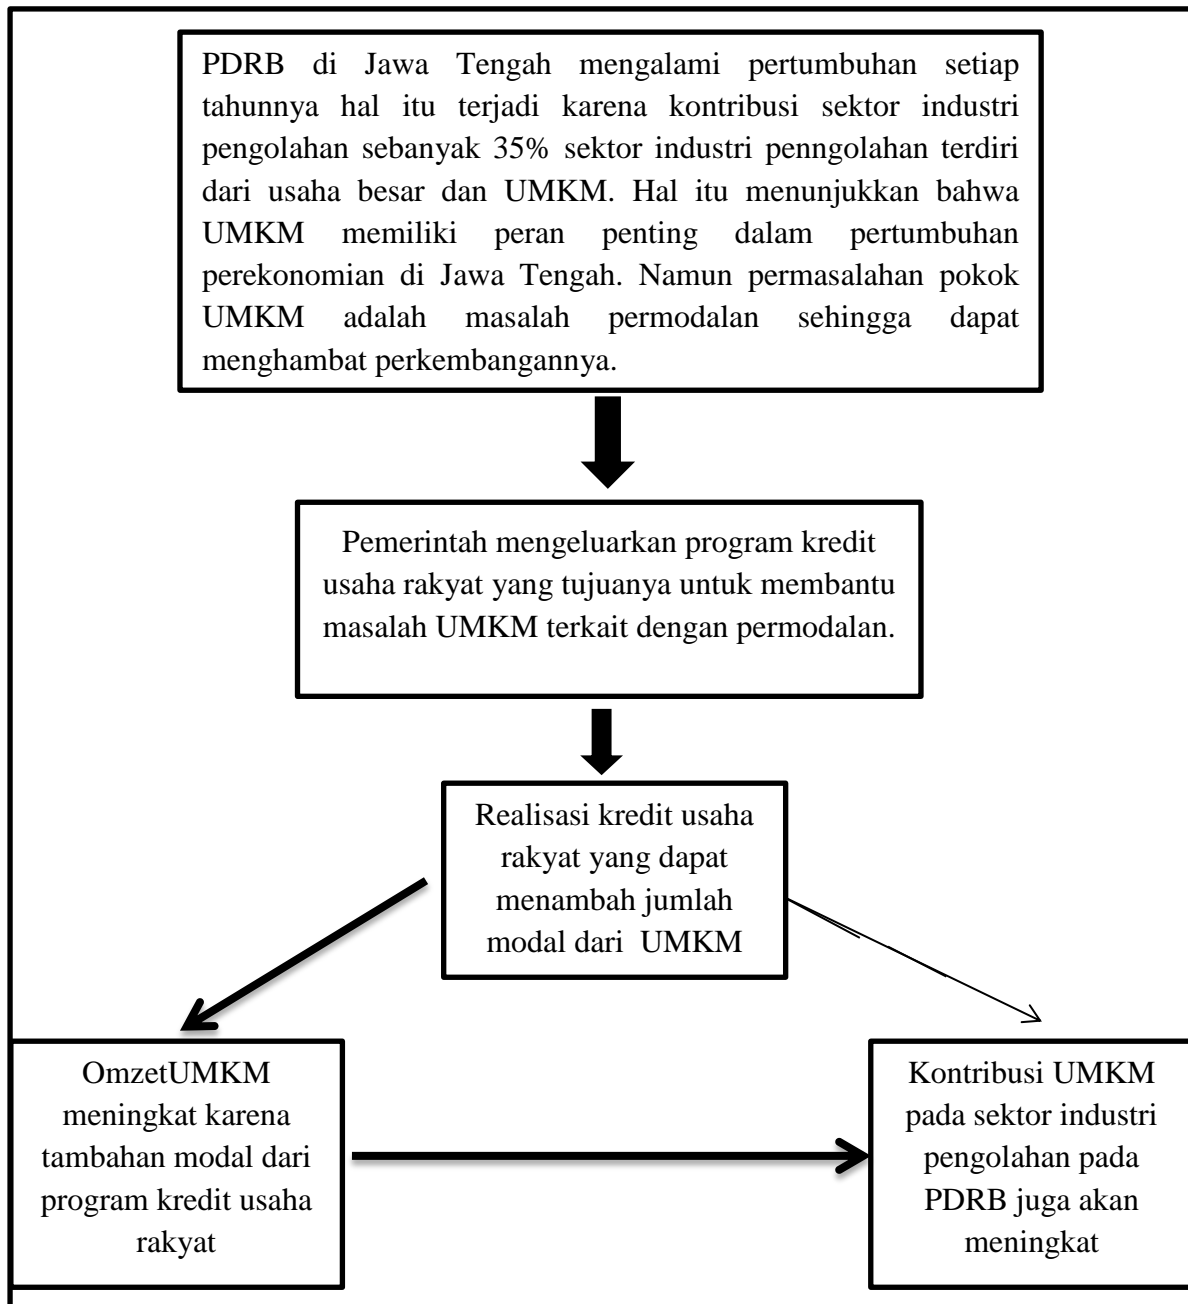 PDRB di Jawa Tengah mengalami pertumbuhan setiap
tahunnya hal itu terjadi karena kontribusi sektor industri
pengolahan sebanyak 35% sektor industri penngolahan terdiri
dari usaha besar dan UMKM. Hal itu menunjukkan bahwa
UMKM memiliki peran penting dalam pertumbuhan
perekonomian di Jawa Tengah. Namun permasalahan pokok
UMKM adalah masalah permodalan sehingga dapat
menghambat perkembangannya.
Pemerintah mengeluarkan program kredit
usaha rakyat yang tujuanya untuk membantu
masalah UMKM terkait dengan permodalan.
Realisasi kredit usaha
rakyat yang dapat
menambah jumlah
modal dari UMKM
OmzetUMKM
meningkat karena
tambahan modal dari
program kredit usaha
rakyat
Kontribusi UMKM
pada sektor industri
pengolahan pada
PDRB juga akan
meningkat